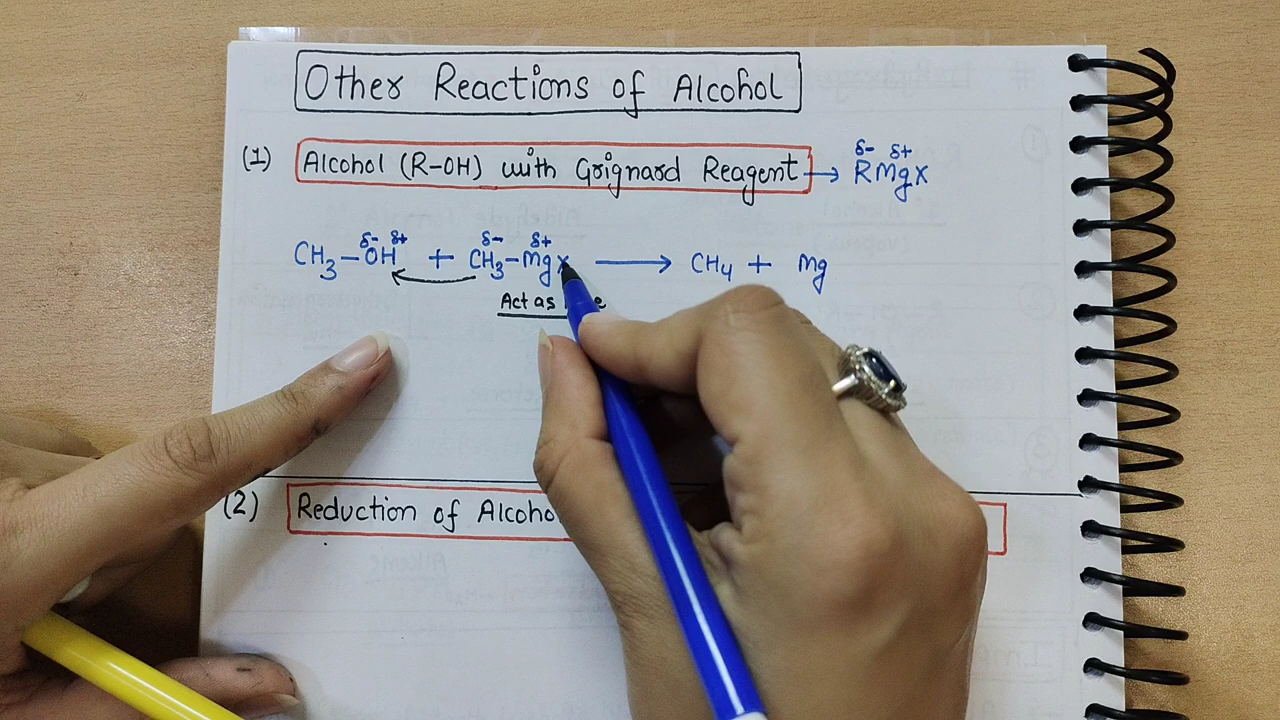 Other Reactions of Alcohol
(1) Alcohol (R-OH) with Grignard Reagent → RMgx
δ- δ+
CH3-OH + CH3-Mgx → CH4 + Mg
δ- δ+ δ- δ+
Act as
(2) Reduction of